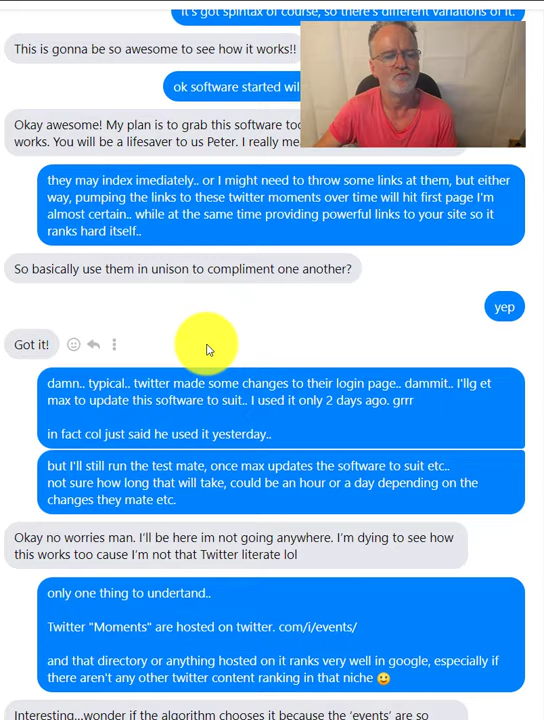 It's got spintax of course, so there's different variations of it.
This is gonna be so awesome to see how it works!!
ok software started wil
Okay awesome! My plan is to grab this software too
works. You will be a lifesaver to us Peter. I really me
they may index imediately.. or I might need to throw some links at them, but either
way, pumping the links to these twitter moments over time will hit first page I'm
almost certain.. while at the same time providing powerful links to your site so it
ranks hard itself..
So basically use them in unison to compliment one another?
yep
Got it!
damn.. typical.. twitter made some changes to their login page.. dammit.. I'llg et
max to update this software to suit.. I used it only 2 days ago. grrr
in fact col just said he used it yesterday..
but I'll still run the test mate, once max updates the software to suit etc..
not sure how long that will take, could be an hour or a day depending on the
changes they mate etc.
Okay no worries man. I'll be here im not going anywhere. I'm dying to see how
this works too cause I'm not that Twitter literate lol
only one thing to undertand..
Twitter "Moments" are hosted on twitter. com/i/events/
and that directory or anything hosted on it ranks very well in google, especially if
there aren't any other twitter content ranking in that niche
Interesting...wonder if the algorithm chooses it because the 'events' are so